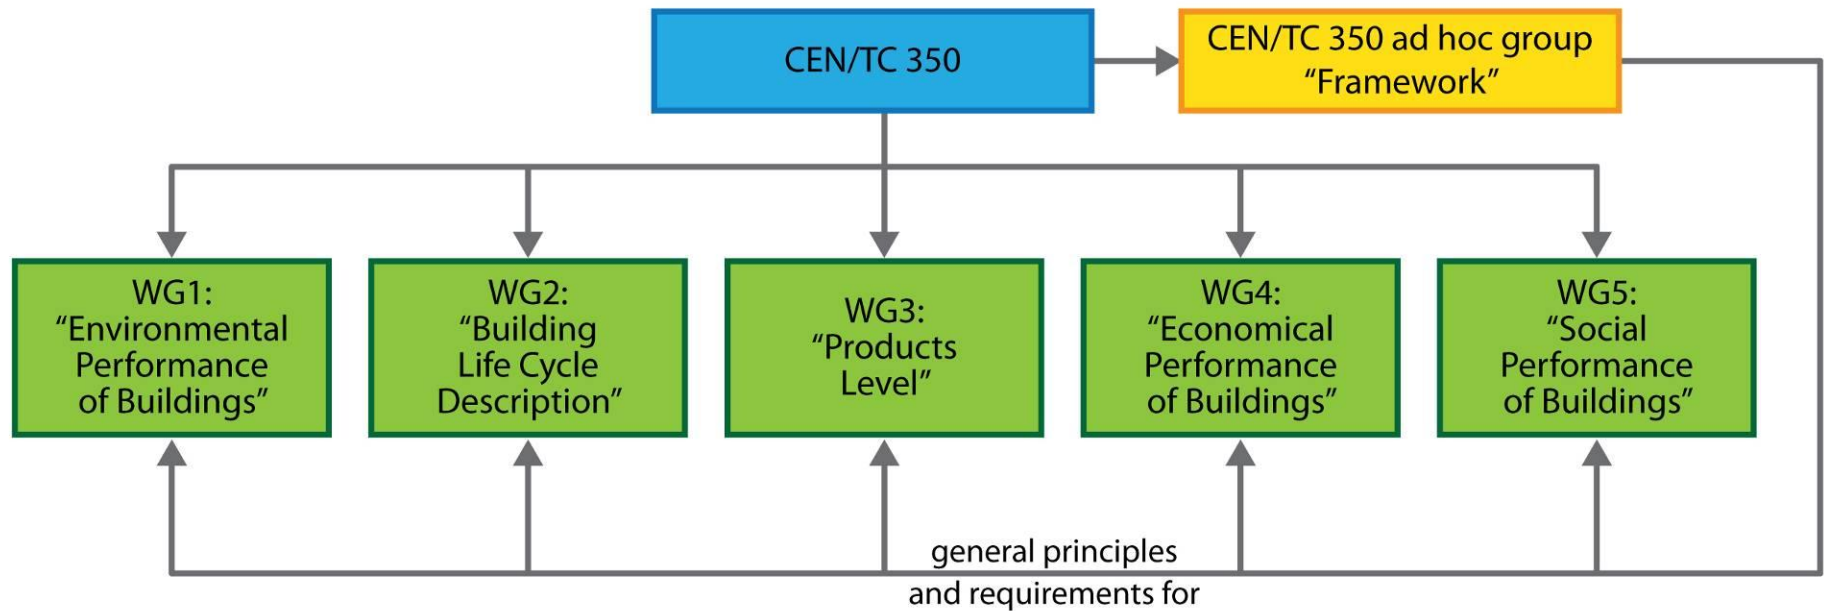 CEN/TC 350
CEN/TC 350 ad hoc group
“Framework”
WG1:
“Environmental
Performance
of Buildings”
WG2:
“Building
Life Cycle
Description”
WG3:
“Products
Level”
WG4:
“Economical
Performance
of Buildings”
WG5:
“Social
Performance
of Buildings”
general principles
and requirements for